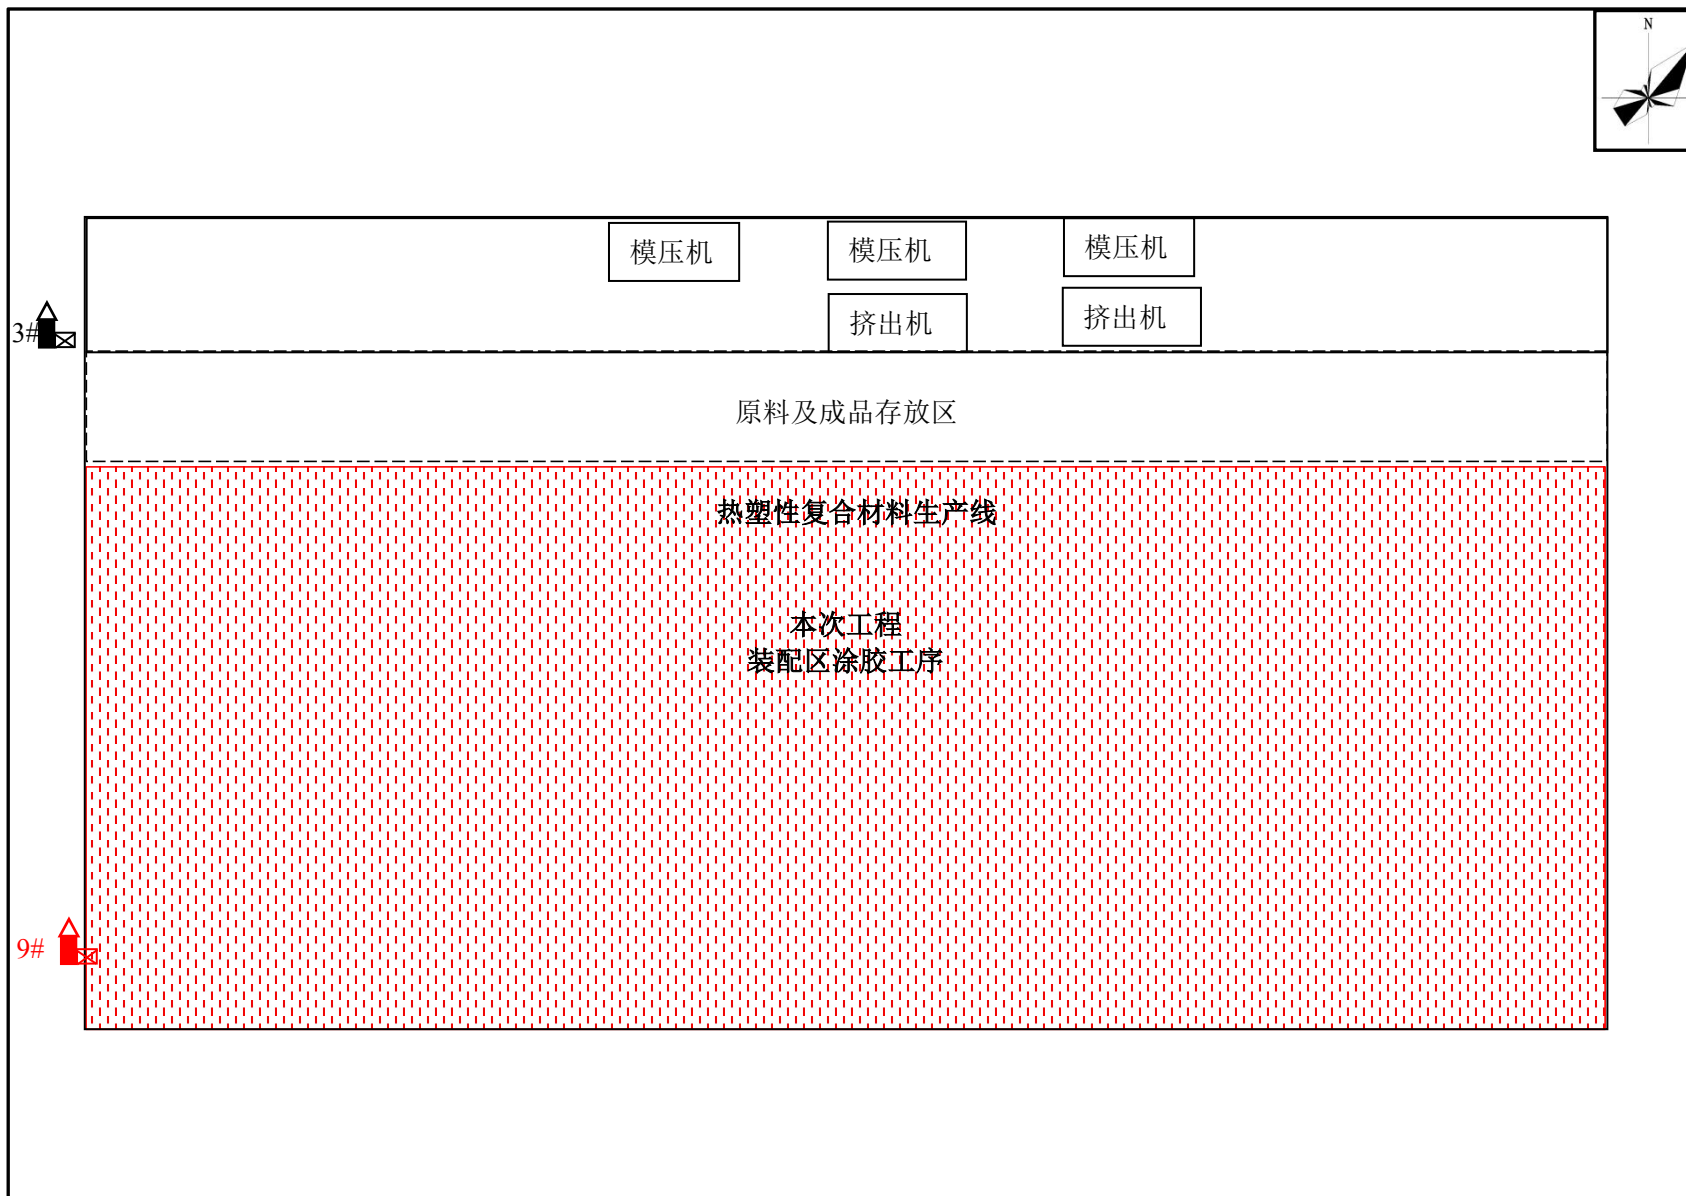 N
模压机
模压机
模压机
挤出机
挤出机
3#
原料及成品存放区
热塑性复合材料生产线
本次工程
装配区涂胶工序
9#